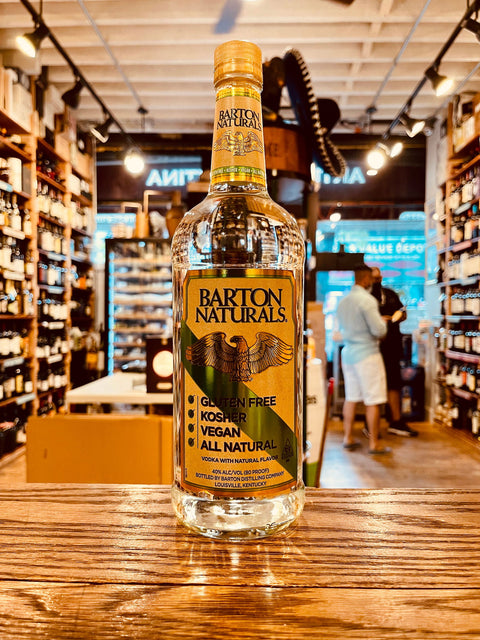 BARTON
NATURALS
BARTON
NATURALS.
GLUTEN FREE
KOSHER
VEGAN
ALL NATURAL
VODKA WITH NATURAL FLAVOR
40% ALC/VOL (80 PROOF)
BOTTLED BY BARTON DISTILLING COMPANY
LOUISVILLE, KENTUCKY
VALUE DEPO